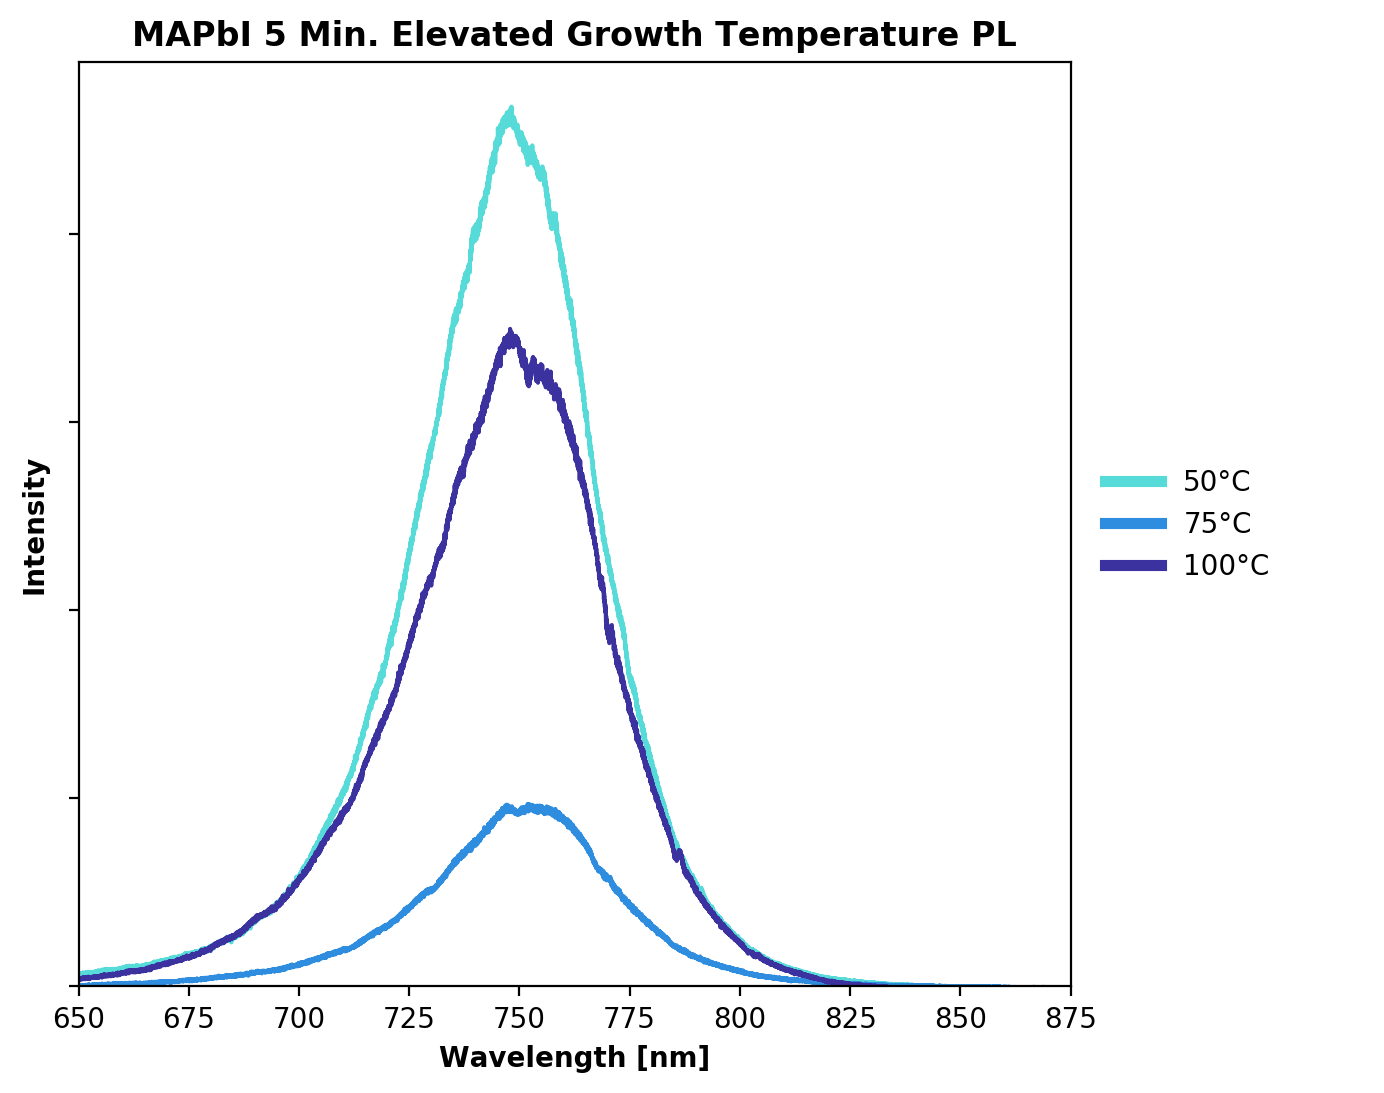 MAPbI 5 Min. Elevated Growth Temperature PL
Intensity
50°C
75°C
100°C
650 675 700 725 750 775 800 825 850 875
Wavelength [nm]